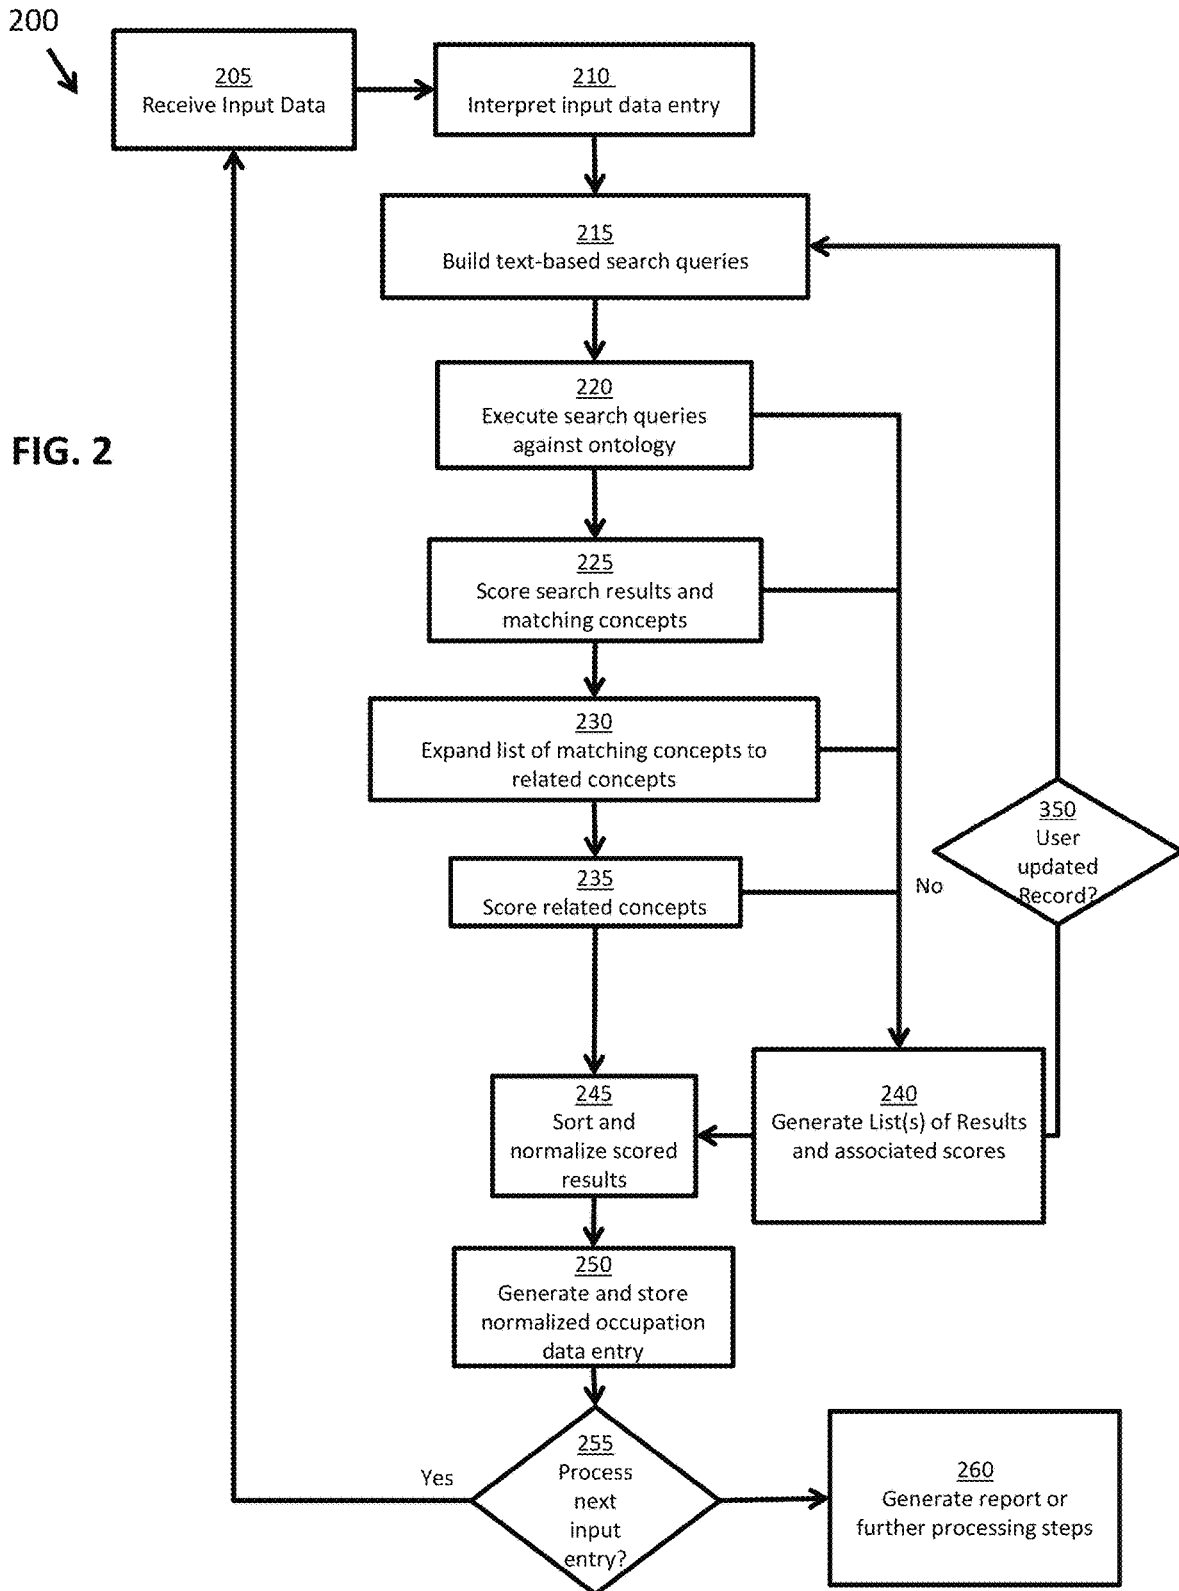 200
205
Receive Input Data
210
Interpret input data entry
215
Build text-based search queries
220
Execute search queries
against ontology
FIG. 2
225
Score search results and
matching concepts
230
Expand list of matching concepts to
related concepts
350
User
updated
Record?
No
235
Score related concepts
240
Generate List(s) of Results
and associated scores
245
Sort and
normalize scored
results
250
Generate and store
normalized occupation
data entry
255
Process
next
input
entry?
Yes
260
Generate report or
further processing steps